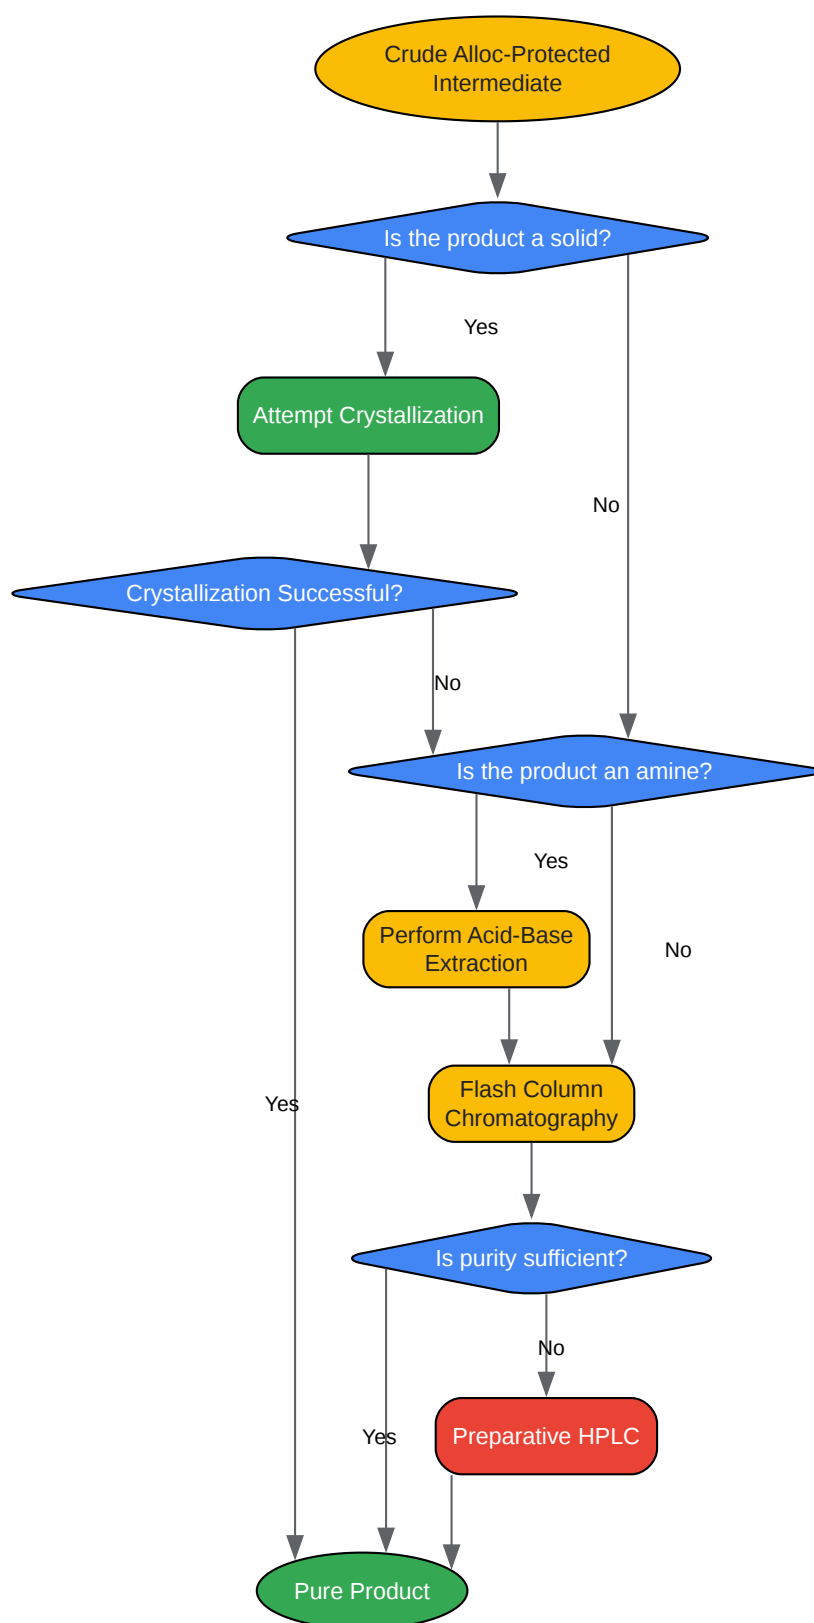 Crude Alloc-Protected
Intermediate
Is the product a solid?
Yes
Attempt Crystallization
No
Crystallization Successful?
No
Is the product an amine?
Yes
Perform Acid-Base
Extraction
No
Flash Column
Chromatography
Yes
Is purity sufficient?
No
Yes
Preparative HPLC
Pure Product